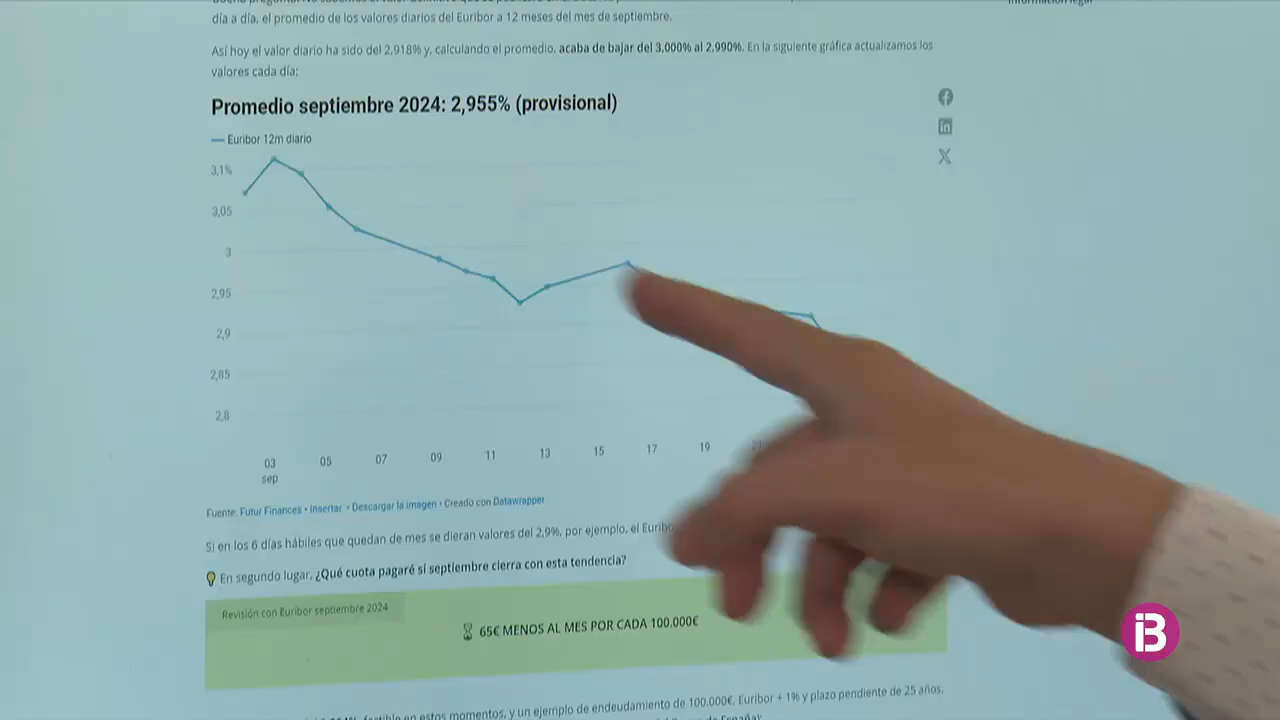 día a día, el promedio de los valores diarios del Euribor a 12 meses del mes de septiembre.
Así hoy el valor diario ha sido del 2,918% y, calculando el promedio, acaba de bajar del 3,000% al 2,990%. En la siguiente gráfica actualizamos los
valores cada día:
Promedio septiembre 2024: 2,955% (provisional)
Euribor 12m diario
3,1%
3,05
3
2,95
2,9
2,85
2,8
03 05 07 09 11 13 15 17 19
sep
Fuente: Futur Finances • Insertar • Descargar la imagen • Creado con Datawrapper
Si en los 6 días hábiles que quedan de mes se dieran valores del 2,9%, por ejemplo, el Euribo
En segundo lugar, ¿Qué cuota pagaré si septiembre cierra con esta tendencia?
Revisión con Euribor septiembre 2024
65€ MENOS AL MES POR CADA 100.000€
en estos momentos, y un ejemplo de endeudamiento de 100.000€, Euribor + 1% y plazo pendiente de 25 años,
IB